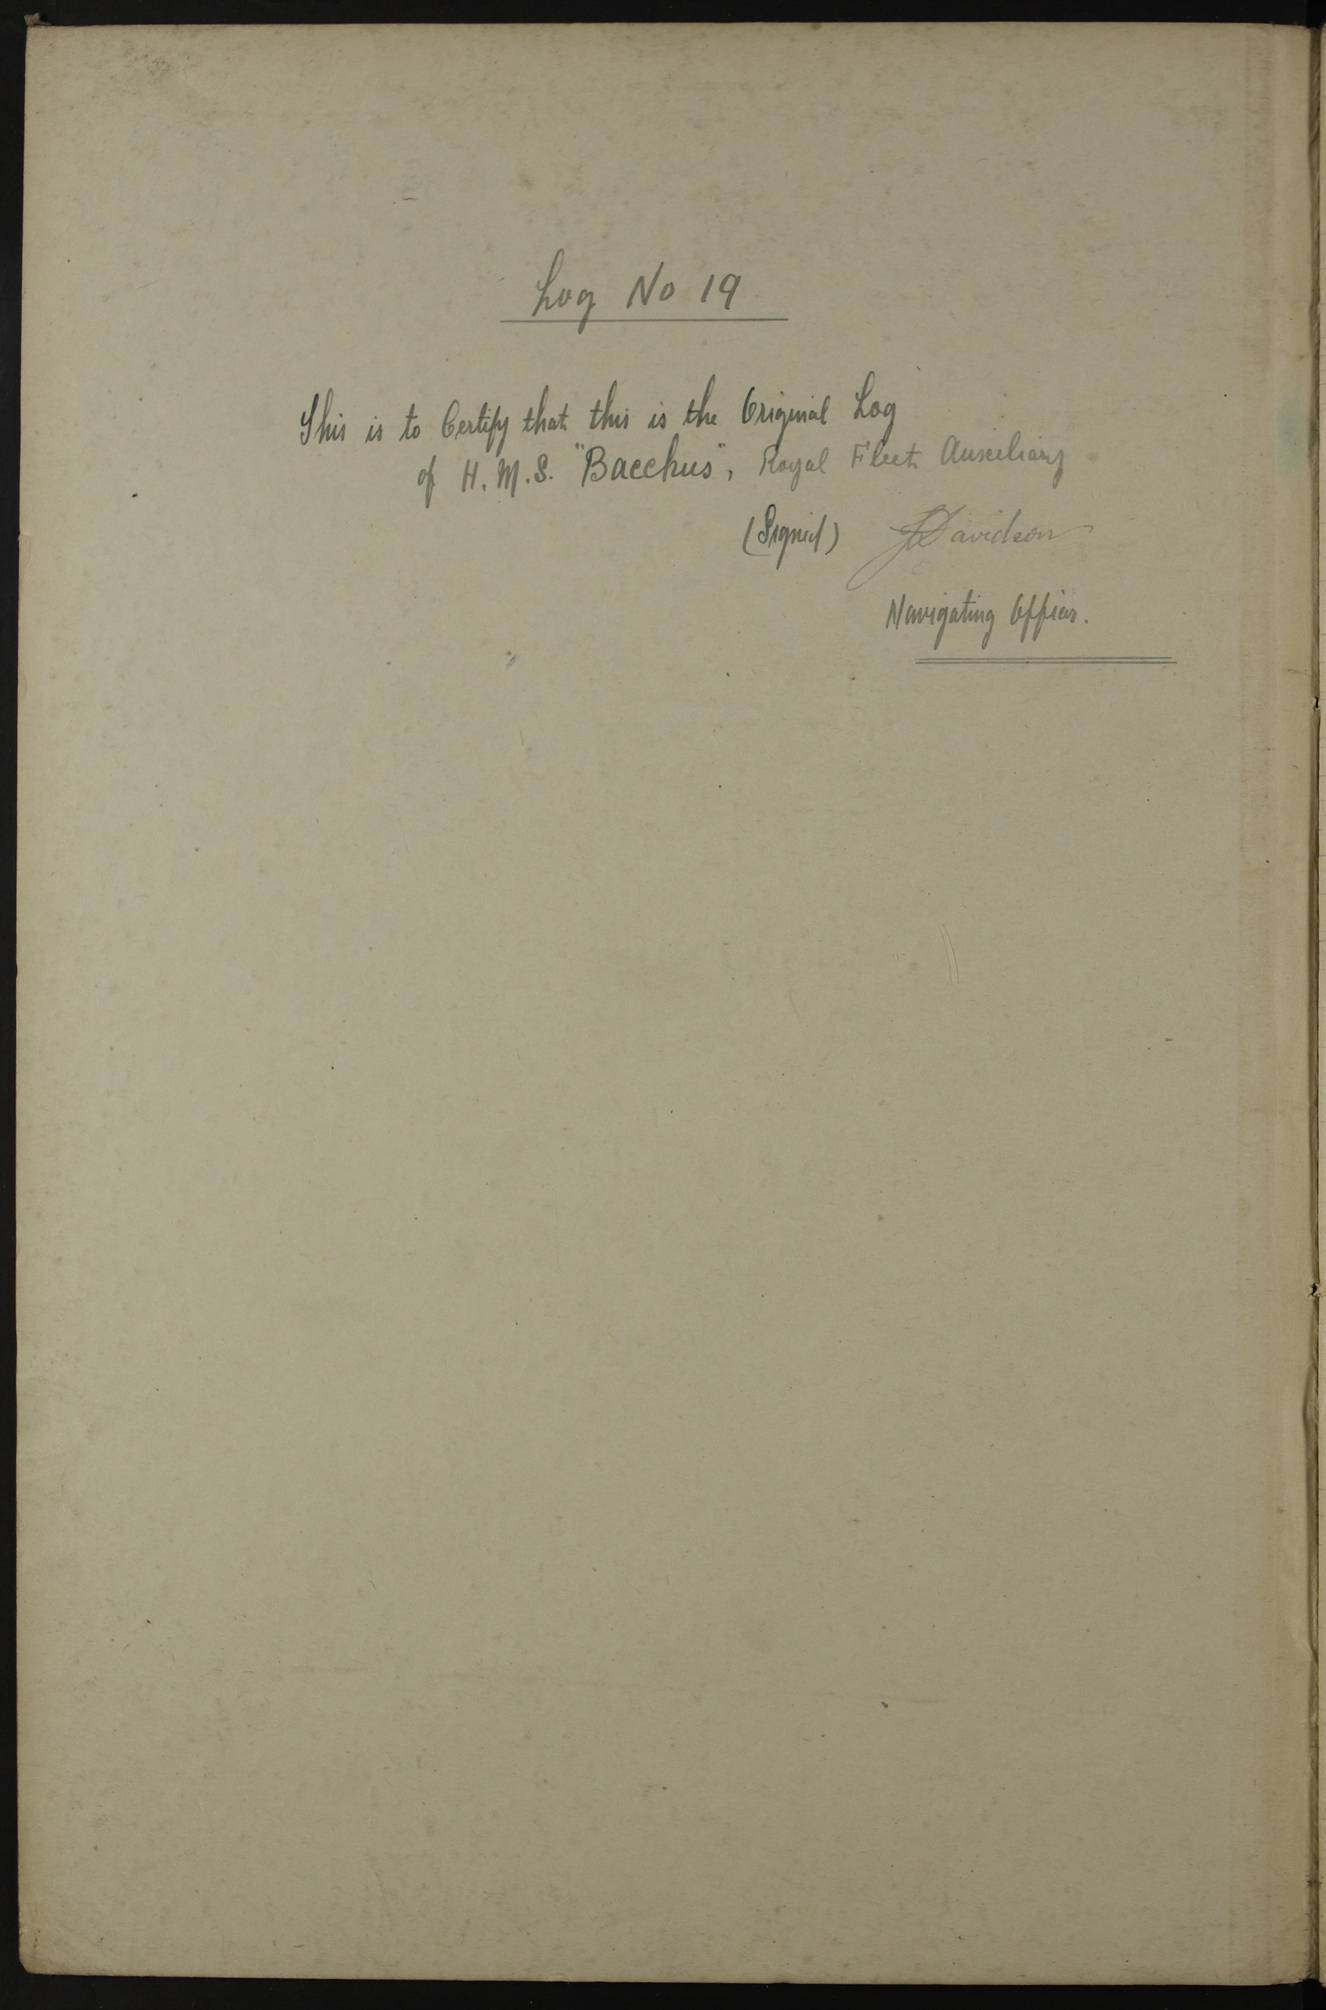 Log No 19
This is to Certify that this is the Original Log
of H.M.S. "Bacchus", Royal Fleet Auxiliary
(Signed) JDavidson
Navigating Officer.